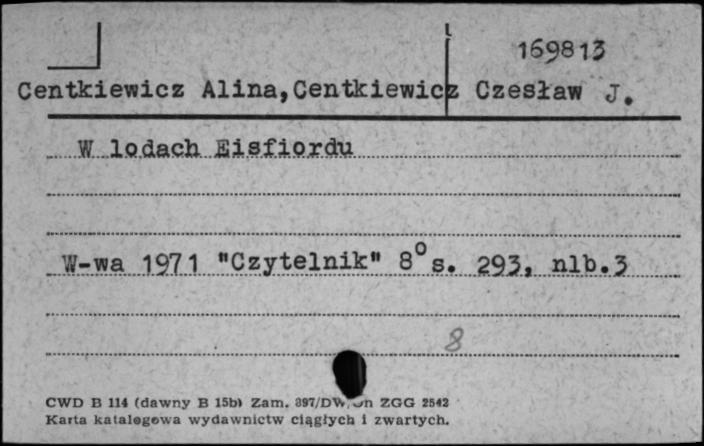 169813
Centkiewicz Alina,Centkiewicz Czesław J.
W lodach Eisfiordu
W-wa 1971 "Czytelnik" 8° s. 293, nlb.3
8
CWD B 114 (dawny B 15b) Zam. 397/DW ZGG 2542
Karta katalogowa wydawnictw ciągłych i zwartych.